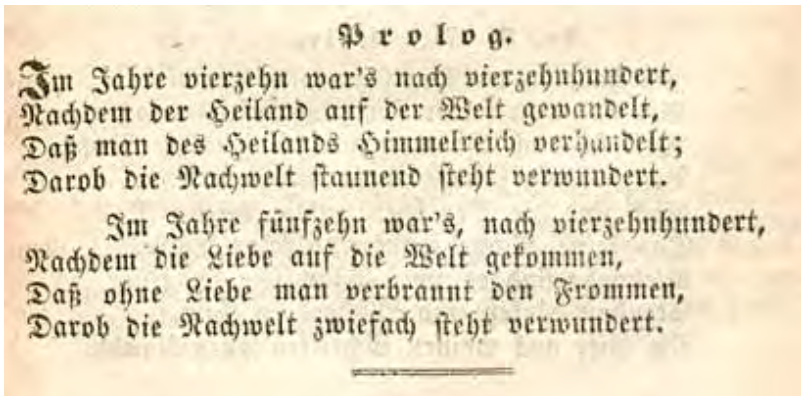 Prolog.
Im Jahre vierzehn war's nach vierzehnhundert,
Nachdem der Heiland auf der Welt gewandelt,
Daß man des Heilands Himmelreich verhandelt;
Darob die Nachwelt staunend steht verwundert.
Im Jahre fünfzehn war's, nach vierzehnhundert,
Nachdem die Liebe auf die Welt gekommen,
Daß ohne Liebe man verbrannt den Frommen,
Darob die Nachwelt zwiefach steht verwundert.